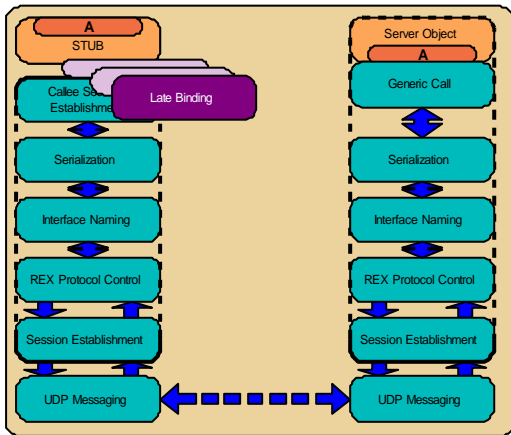 A
STUB
Callee Se
Establishm
Late Binding
Serialization
Interface Naming
REX Protocol Control
Session Establishment
UDP Messaging
Server Object
A
Generic Call
Serialization
Interface Naming
REX Protocol Control
Session Establishment
UDP Messaging